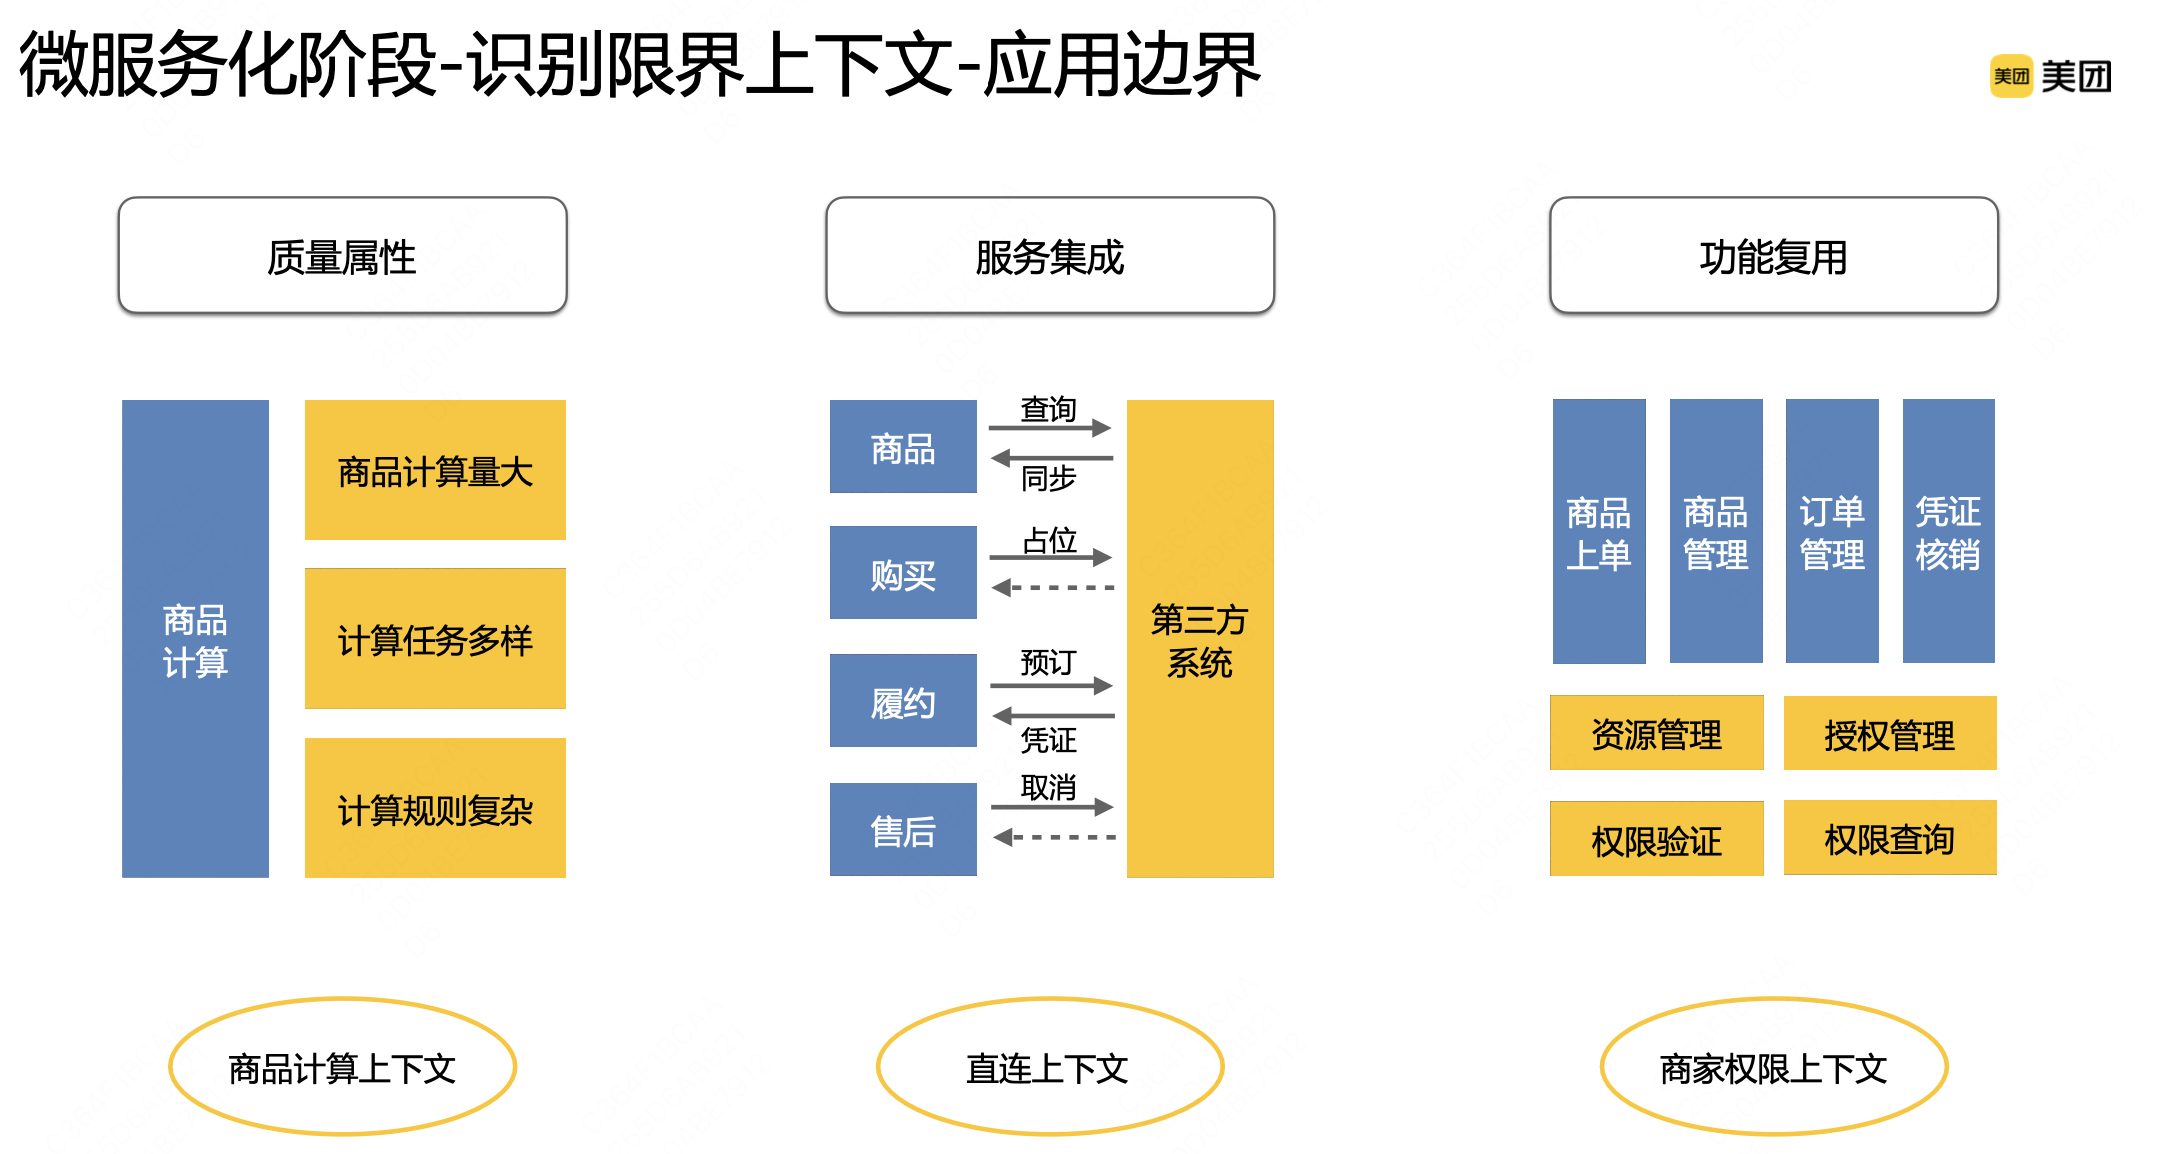 微服务化阶段-识别限界上下文-应用边界
美团 美团
质量属性
商品
计算
商品计算量大
计算任务多样
计算规则复杂
商品计算上下文
服务集成
商品
查询
同步
购买
占位
履约
预订
凭证
售后
取消
第三方
系统
直连上下文
功能复用
商品
上单
商品
管理
订单
管理
凭证
核销
资源管理
授权管理
权限验证
权限查询
商家权限上下文